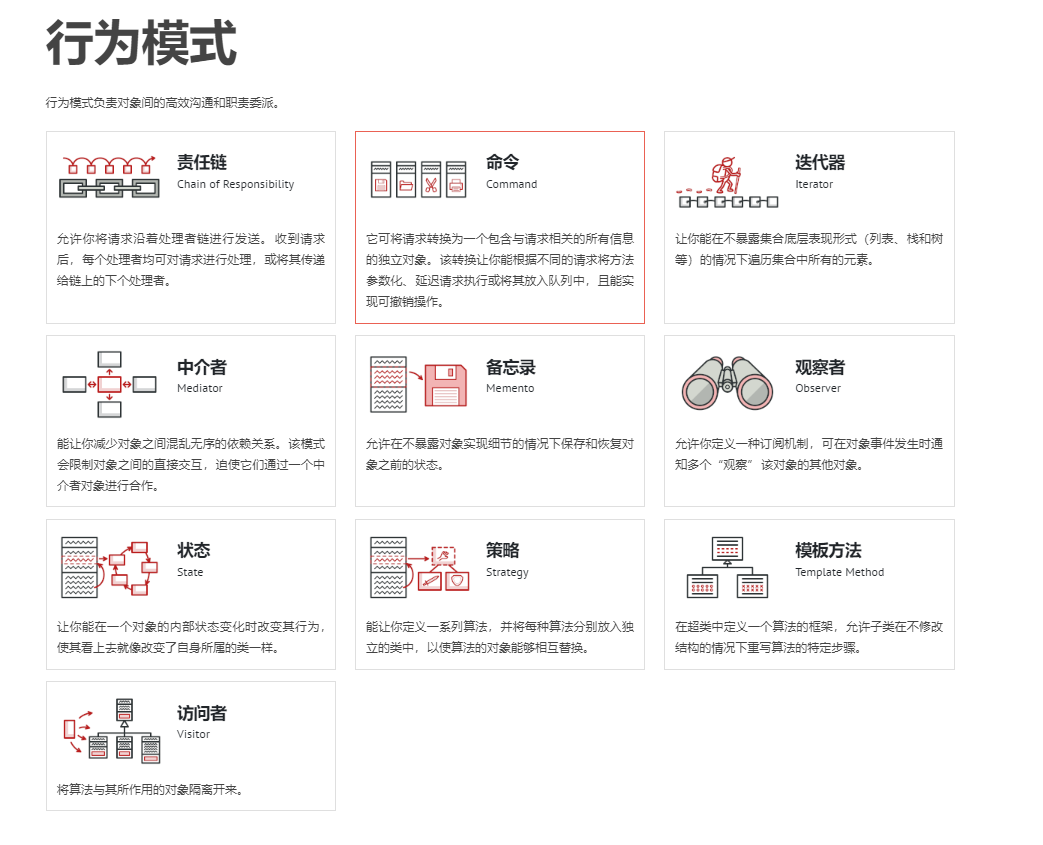 行为模式
行为模式负责对象间的高效沟通和职责委派。
责任链
Chain of Responsibility
允许你将请求沿着处理者链进行发送。收到请求
后，每个处理者均可对请求进行处理，或将其传递
给链上的下个处理者。
命令
Command
它可将请求转换为一个包含与请求相关的所有信息
的独立对象。该转换让你能根据不同的请求将方法
参数化、延迟请求执行或将其放入队列中，且能实
现可撤销操作。
迭代器
Iterator
让你能在不暴露集合底层表现形式（列表、栈和树
等）的情况下遍历集合中所有的元素。
中介者
Mediator
能让你减少对象之间混乱无序的依赖关系。该模式
会限制对象之间的直接交互，迫使它们通过一个中
介者对象进行合作。
备忘录
Memento
允许在不暴露对象实现细节的情况下保存和恢复对
象之前的状态。
观察者
Observer
允许你定义一种订阅机制，可在对象事件发生时通
知多个“观察”该对象的其他对象。
状态
State
让你能在一个对象的内部状态变化时改变其行为，
使其看上去就像改变了自身所属的类一样。
策略
Strategy
能让你定义一系列算法，并将每种算法分别放入独
立的类中，以使算法的对象能够相互替换。
模板方法
Template Method
在超类中定义一个算法的框架，允许子类在不修改
结构的情况下重写算法的特定步骤。
访问者
Visitor
将算法与其所作用的对象隔离开来。